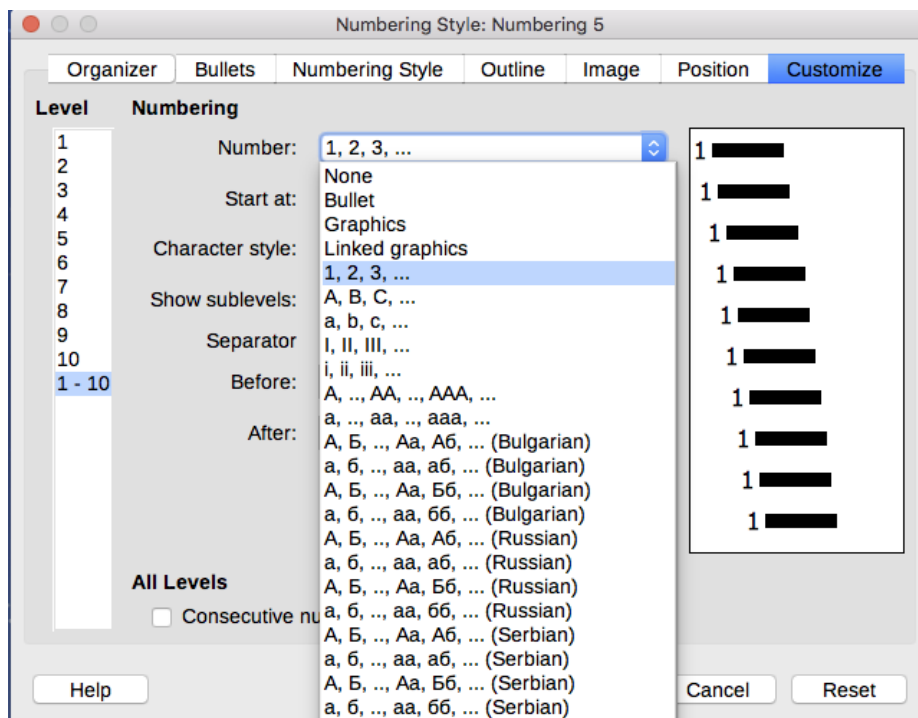 Numbering Style: Numbering 5
Organizer Bullets Numbering Style Outline Image Position Customize
Level Numbering
1
2
3
4
5
6
7
8
9
10
1 - 10
Number: 1, 2, 3, ...
Start at:
Character style:
Show sublevels:
Separator
Before:
After:
None
Bullet
Graphics
Linked graphics
1, 2, 3, ...
A, B, C, ...
a, b, c, ...
I, II, III, ...
i, ii, iii, ...
A, .., AA, .., AAA, ...
a, .., aa, .., aaa, ...
А, Б, .., Аа, Аб, ... (Bulgarian)
а, б, .., аа, аб, ... (Bulgarian)
А, Б, .., Аа, Бб, ... (Bulgarian)
а, б, .., аа, бб, ... (Bulgarian)
А, Б, .., Аа, Аб, ... (Russian)
а, б, .., аа, аб, ... (Russian)
А, Б, .., Аа, Бб, ... (Russian)
а, б, .., аа, бб, ... (Russian)
А, Б, .., Аа, Аб, ... (Serbian)
а, б, .., аа, аб, ... (Serbian)
А, Б, .., Аа, Бб, ... (Serbian)
а, б, .., аа, бб, ... (Serbian)
1
1
1
1
1
1
1
1
1
1
All Levels
Consecutive nu
Help Cancel Reset